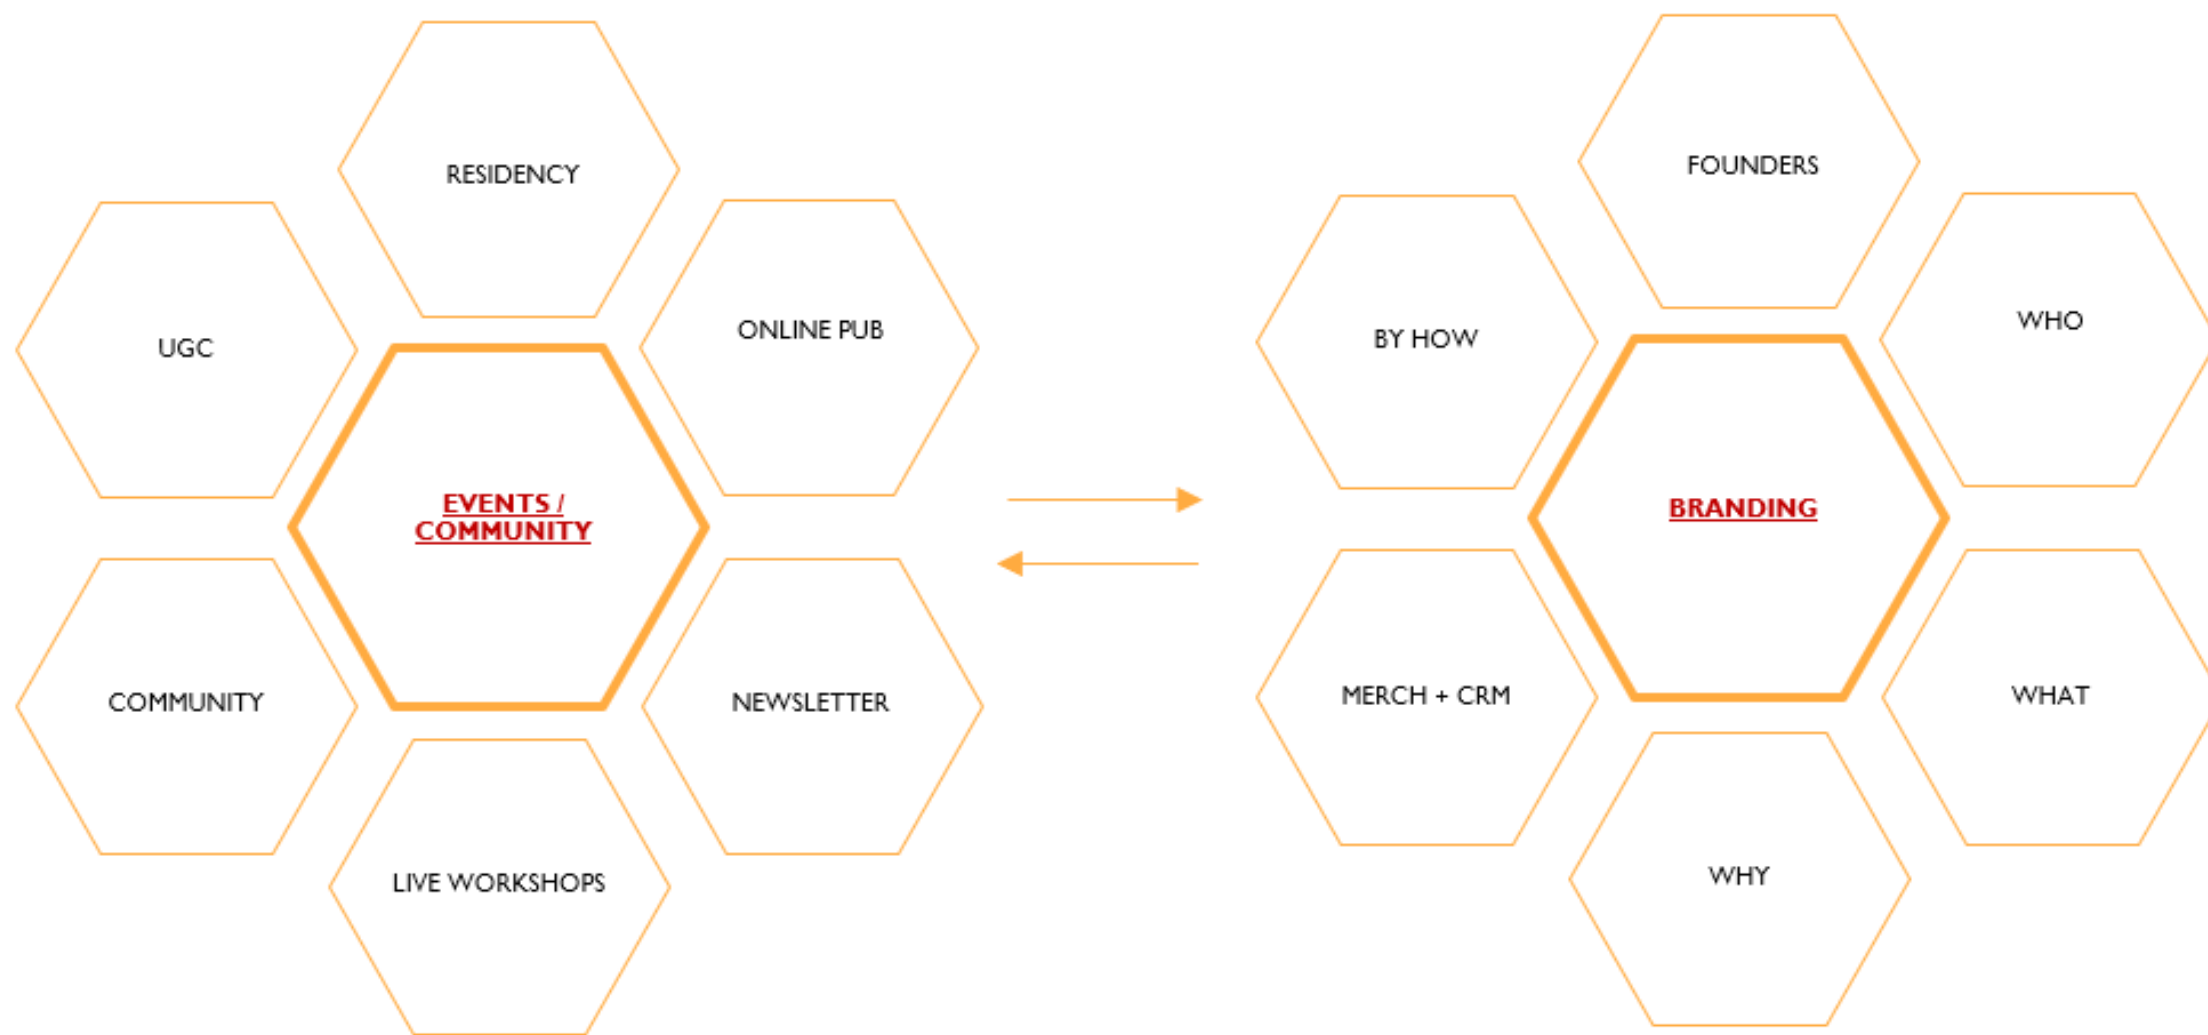 RESIDENCY
UGC
ONLINE PUB
EVENTS /
COMMUNITY
COMMUNITY
NEWSLETTER
LIVE WORKSHOPS
FOUNDERS
BY HOW
WHO
BRANDING
MERCH + CRM
WHAT
WHY